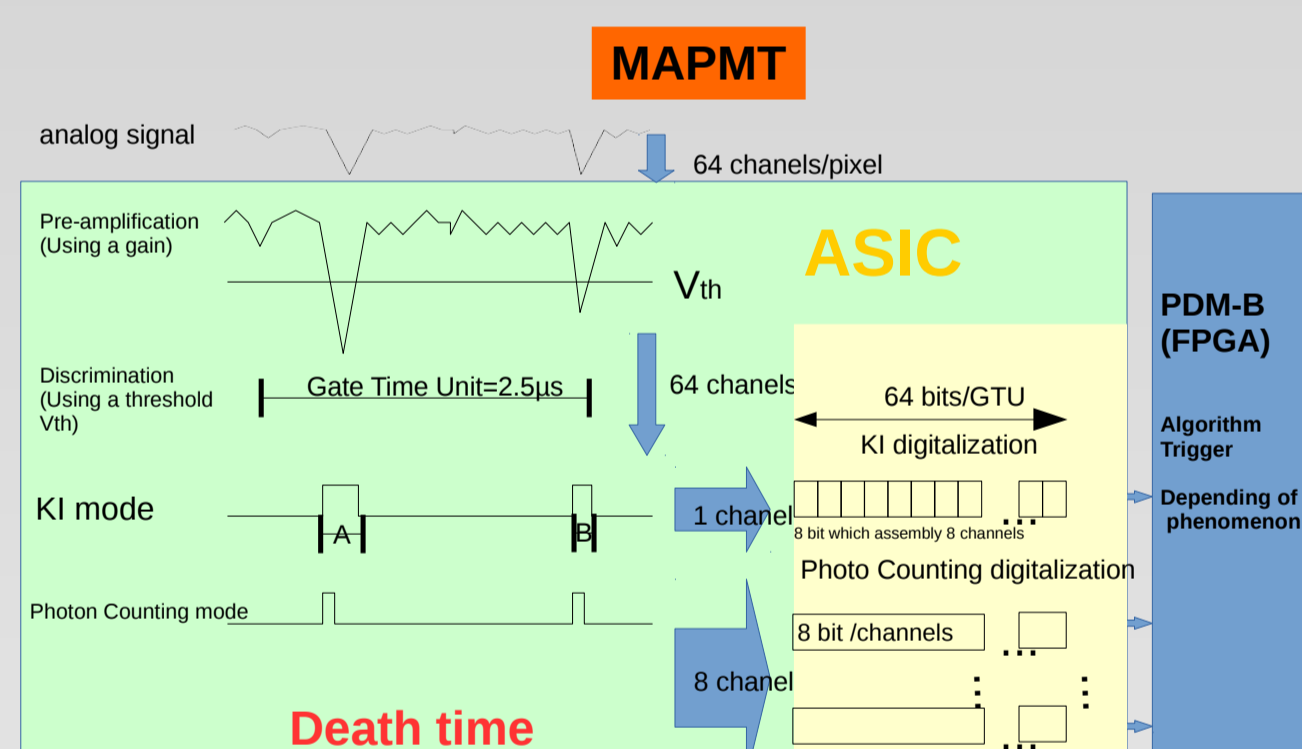 MAPMT
analog signal
64 chanels/pixel
Pre-amplification
(Using a gain)
ASIC
Vth
PDM-B
(FPGA)
Discrimination
(Using a threshold
Vth)
Gate Time Unit=2.5µs
64 chanels
64 bits/GTU
KI digitalization
Algorithm
Trigger
Depending of
phenomenon
KI mode
A
B
1 chanel
8 bit which assembly 8 channels
...
Photo Counting digitalization
Photon Counting mode
8 bit /channels
...
8 chanel
Death time
...